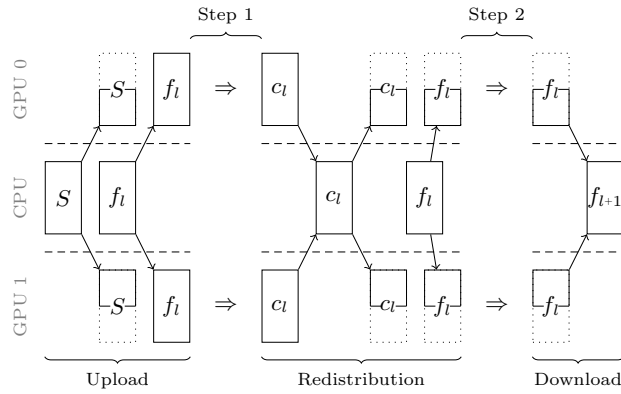 Step 1 Step 2
GPU 0 S f_l ⇒ c_l c_l f_l ⇒ f_l
CPU S f_l c_l f_l f_{l+1}
GPU 1 S f_l ⇒ c_l c_l f_l ⇒ f_l
Upload Redistribution Download